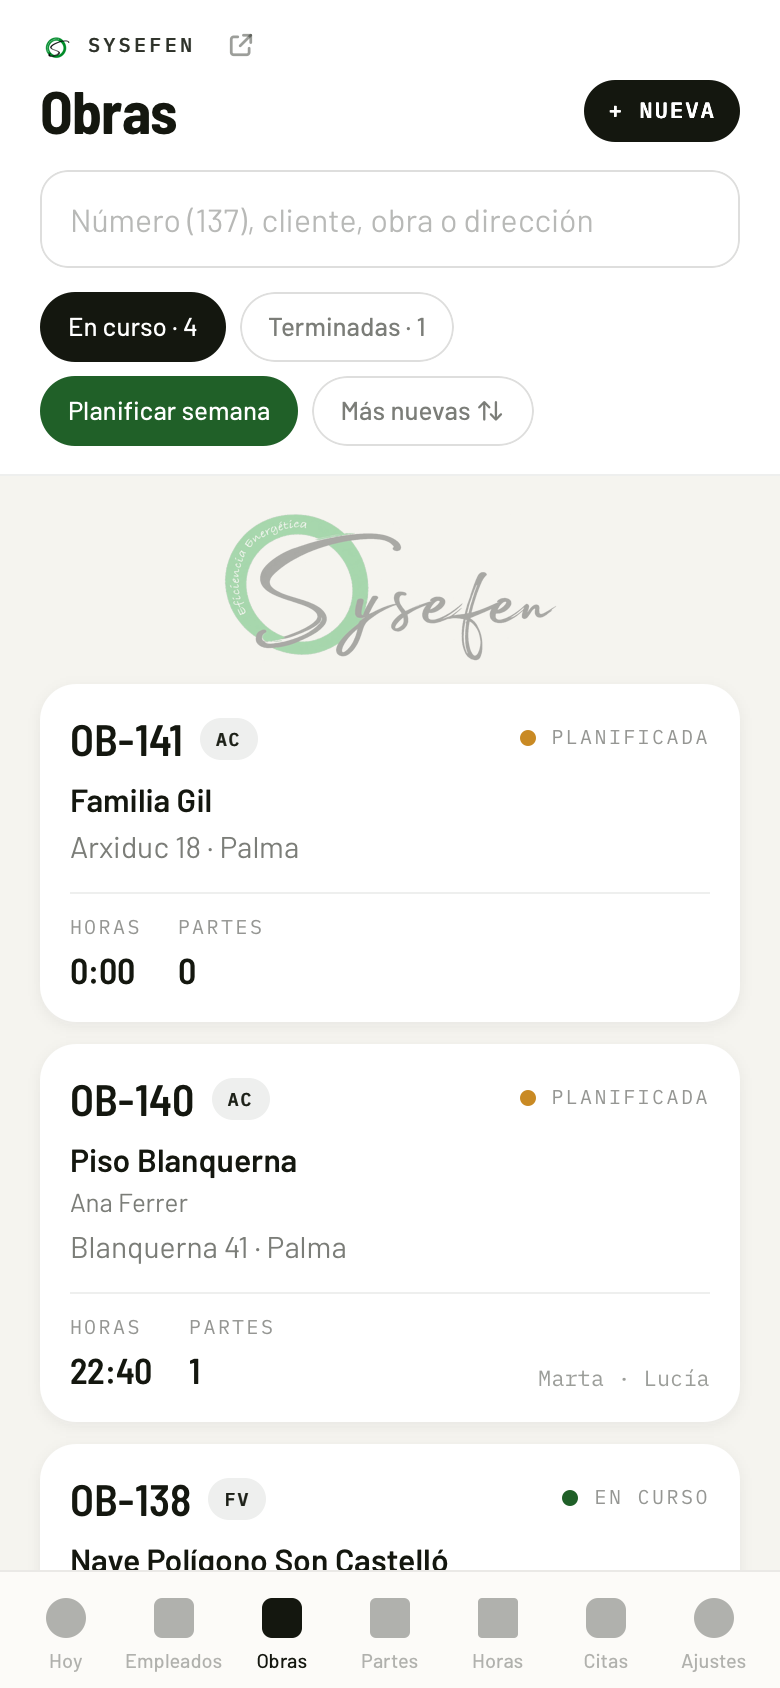 SYSEFEN
Obras
+ NUEVA
Número (137), cliente, obra o dirección
En curso · 4
Terminadas · 1
Planificar semana
Más nuevas ⇅
Eficiencia Energética
Sysefen
OB-141 AC
PLANIFICADA
Familia Gil
Arxiduc 18 · Palma
HORAS PARTES
0:00 0
OB-140 AC
PLANIFICADA
Piso Blanquerna
Ana Ferrer
Blanquerna 41 · Palma
HORAS PARTES
22:40 1
Marta · Lucía
OB-138 FV
EN CURSO
Nave Polígono Son Castelló
Hoy Empleados Obras Partes Horas Citas Ajustes